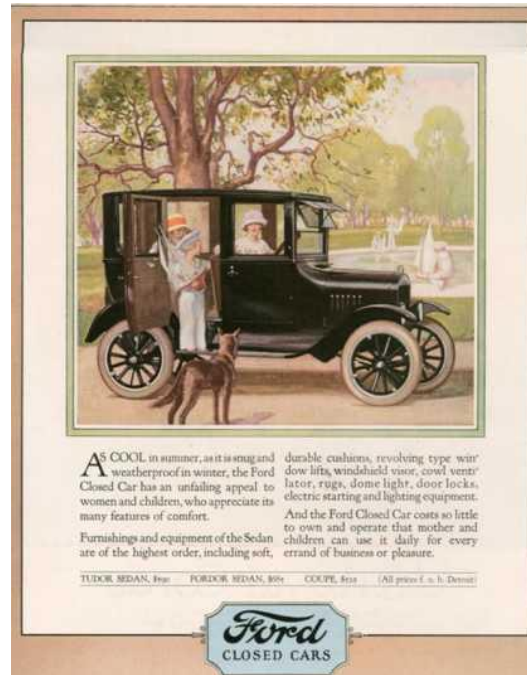 AS COOL in summer, as it is snug and
weatherproof in winter, the Ford
Closed Car has an unfailing appeal to
women and children, who appreciate its
many features of comfort.
Furnishings and equipment of the Sedan
are of the highest order, including soft,
durable cushions, revolving type win-
dow lifts, windshield visor, cowl venti-
lator, rugs, dome light, door locks,
electric starting and lighting equipment.
And the Ford Closed Car costs so little
to own and operate that mother and
children can use it daily for every
errand of business or pleasure.
TUDOR SEDAN, FORDOR SEDAN, COUPE, (All prices f. o. b. Detroit)
Ford
CLOSED CARS